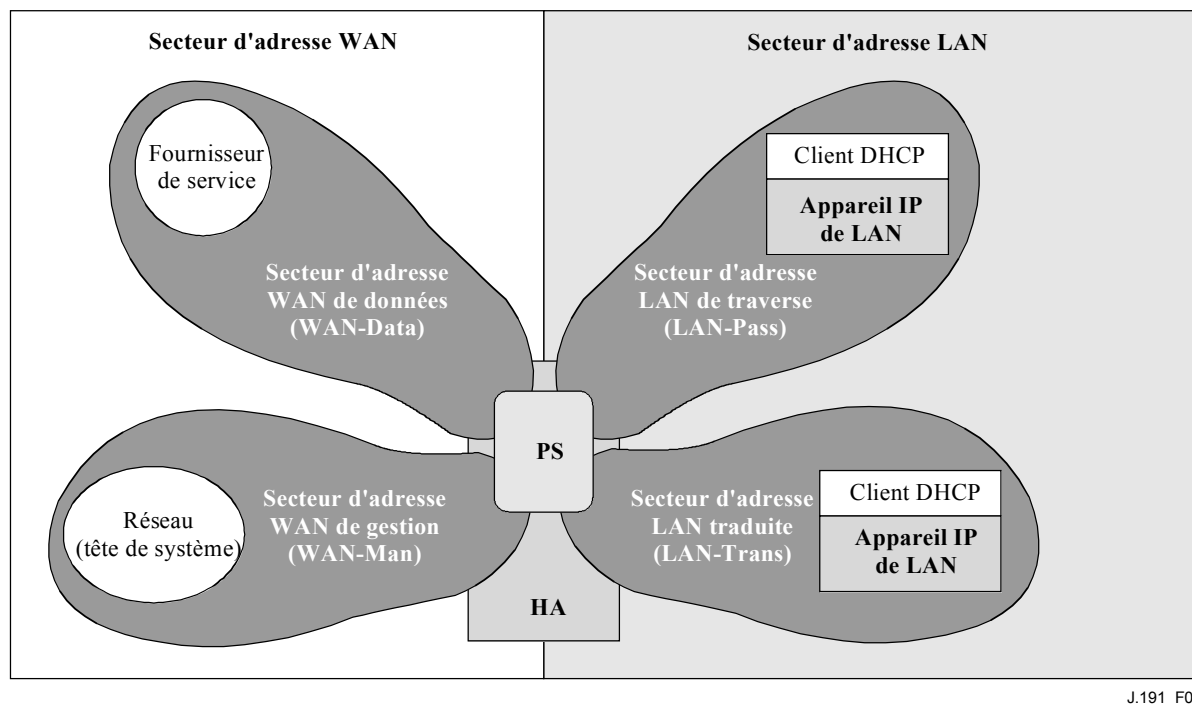 Secteur d'adresse WAN
Secteur d'adresse LAN
Fournisseur
de service
Client DHCP
Appareil IP
de LAN
Secteur d'adresse
WAN de données
(WAN-Data)
Secteur d'adresse
LAN de traverse
(LAN-Pass)
PS
Réseau
(tête de système)
Secteur d'adresse
WAN de gestion
(WAN-Man)
Secteur d'adresse
LAN traduite
(LAN-Trans)
Client DHCP
Appareil IP
de LAN
HA
J.191_F0